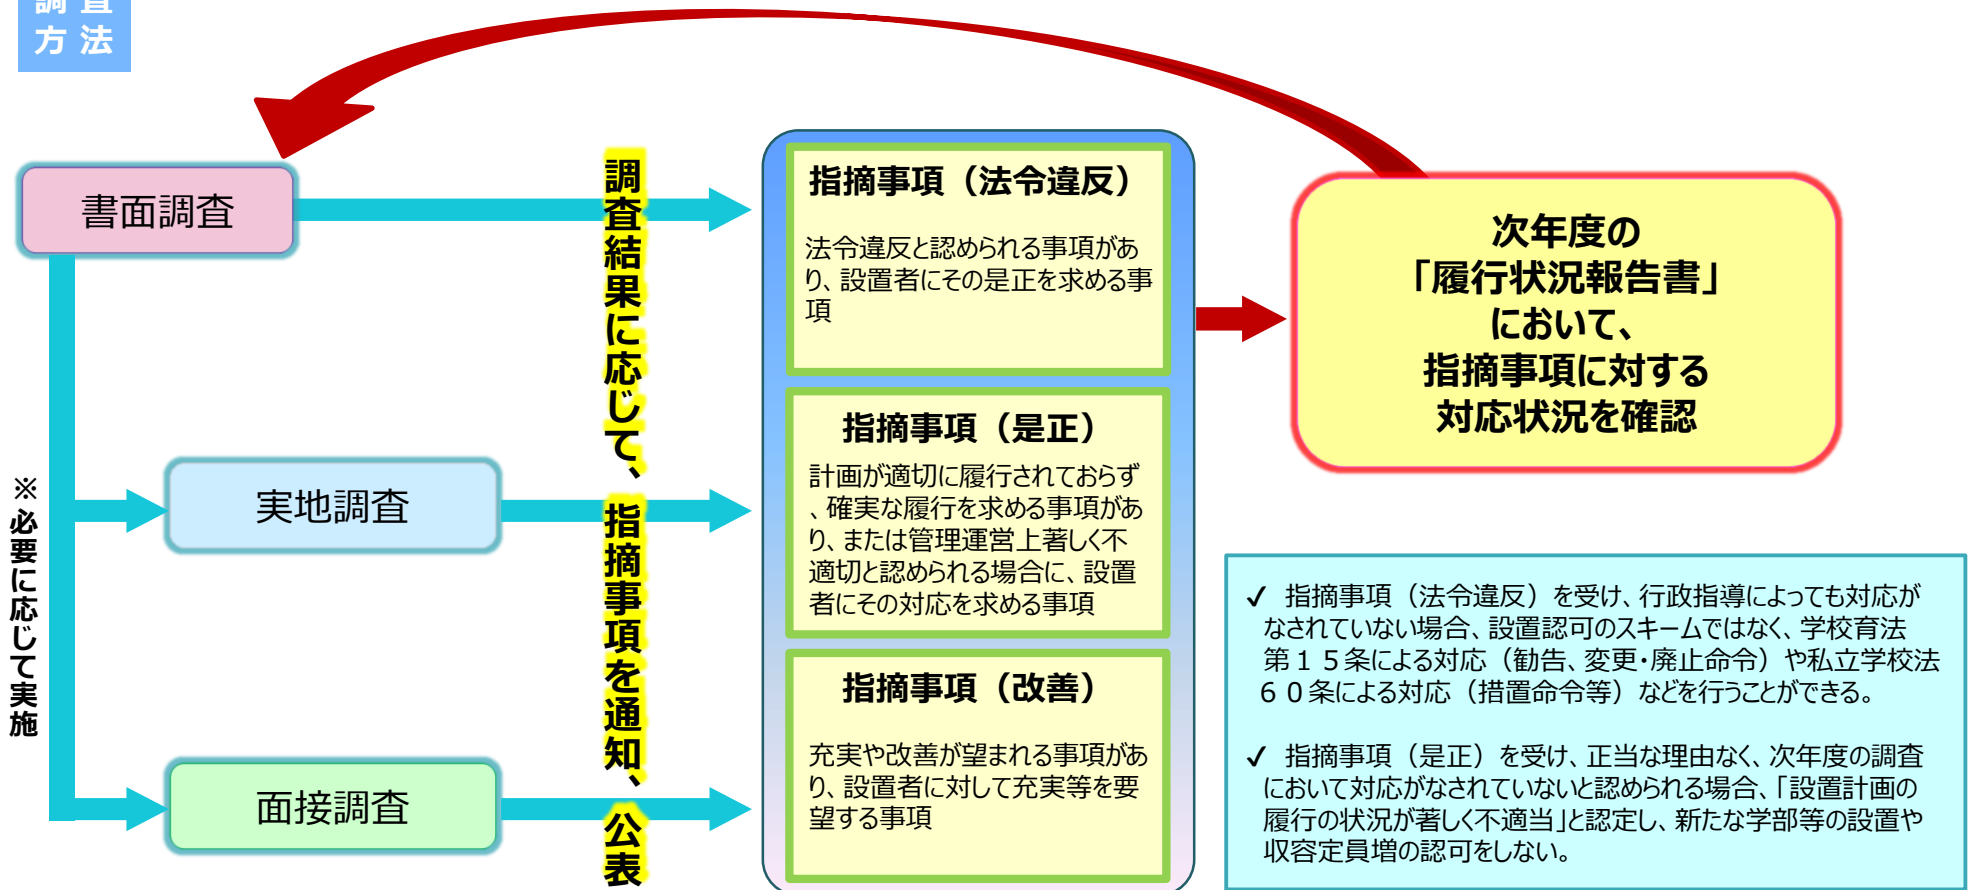 調査
方法
書面調査
※必要に応じて実施
実地調査
面接調査
調査結果に応じて、指摘事項を通知、公表
指摘事項（法令違反）
法令違反と認められる事項があ
り、設置者にその是正を求める事
項
指摘事項（是正）
計画が適切に履行されておらず
、確実な履行を求める事項があ
り、または管理運営上著しく不
適切と認められる場合に、設置
者にその対応を求める事項
指摘事項（改善）
充実や改善が望まれる事項があ
り、設置者に対して充実等を要
望する事項
次年度の
「履行状況報告書」
において、
指摘事項に対する
対応状況を確認
✓ 指摘事項（法令違反）を受け、行政指導によっても対応が
なされていない場合、設置認可のスキームではなく、学校育法
第１５条による対応（勧告、変更・廃止命令）や私立学校法
６０条による対応（措置命令等）などを行うことができる。
✓ 指摘事項（是正）を受け、正当な理由なく、次年度の調査
において対応がなされていないと認められる場合、「設置計画の
履行の状況が著しく不適当」と認定し、新たな学部等の設置や
収容定員増の認可をしない。